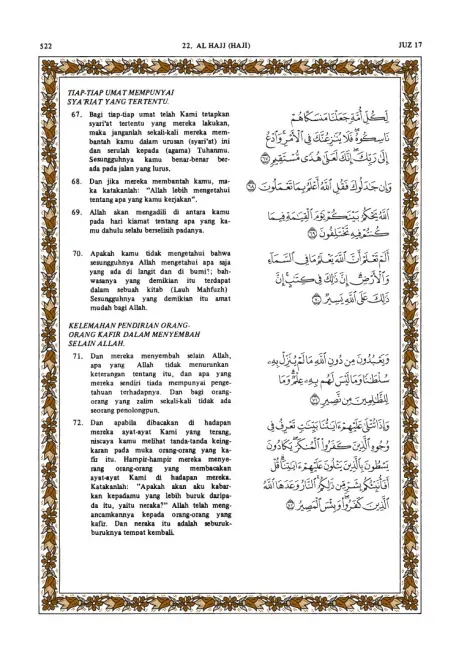 522
22, AL HAJJ (HAJI)
JUZ 17
TIAP-TIAP UMAT MEMPUNYAI
SYA'RIAT YANG TERTENTU.
67. Bagi tiap-tiap umat telah Kami tetapkan
syari'at tertentu yang mereka lakukan,
maka janganlah sekali-kali mereka mem-
bantah kamu dalam urusan (syari'at) ini
dan serulah kepada (agama) Tuhanmu.
Sesungguhnya kamu benar-benar ber-
ada pada jalan yang lurus.
68. Dan jika mereka membantah kamu, ma-
ka katakanlah: "Allah lebih mengetahui
tentang apa yang kamu kerjakan".
69. Allah akan mengadili di antara kamu
pada hari kiamat tentang apa yang ka-
mu dahulu selalu berselisih padanya.
70. Apakah kamu tidak mengetahui bahwa
sesungguhnya Allah mengetahui apa saja
yang ada di langit dan di bumi?; bah-
wasanya yang demikian itu terdapat
dalam sebuah kitab (Lauh Mahfuzh)
Sesungguhnya yang demikian itu amat
mudah bagi Allah.
KELEMAHAN PENDIRIAN ORANG-
ORANG KAFIR DALAM MENYEMBAH
SELAIN ALLAH.
71. Dan mereka menyembah selain Allah,
apa yang Allah tidak menurunkan
keterangan tentang itu, dan apa yang
mereka sendiri tiada mempunyai penge-
tahuan terhadapnya. Dan bagi orang-
orang yang zalim sekali-kali tidak ada
seorang penolongpun.
72. Dan apabila dibacakan di hadapan
mereka ayat-ayat Kami yang terang,
niscaya kamu melihat tanda-tanda keing-
karan pada muka orang-orang yang ka-
fir itu. Hampir-hampir mereka menye-
rang orang-orang yang membacakan
ayat-ayat Kami di hadapan mereka.
Katakanlah: "Apakah akan aku kabar-
kan kepadamu yang lebih buruk daripa-
da itu, yaitu neraka?" Allah telah meng-
ancamkannya kepada orang-orang yang
kafir. Dan neraka itu adalah seburuk-
buruknya tempat kembali.
لِكُلِّ أُمَّةٍ جَعَلْنَا مَنسَكًا هُمْ
نَاسِكُوهُ فَلَا يُنَازِعُنَّكَ فِي الْأَمْرِ وَادْعُ
إِلَىٰ رَبِّكَ إِنَّكَ لَعَلَىٰ هُدًى مُسْتَقِيمٍ ٦٧
وَإِن جَادَلُوكَ فَقُلِ اللَّهُ أَعْلَمُ بِمَا تَعْمَلُونَ ٦٨
اللَّهُ يَحْكُمُ بَيْنَكُمْ يَوْمَ الْقِيَامَةِ فِيمَا
كُنتُمْ فِيهِ تَخْتَلِفُونَ ٦٩
أَلَمْ تَعْلَمْ أَنَّ اللَّهَ يَعْلَمُ مَا فِي السَّمَاءِ
وَالْأَرْضِ إِنَّ ذَٰلِكَ فِي كِتَابٍ إِنَّ
ذَٰلِكَ عَلَى اللَّهِ يَسِيرٌ ٧٠
وَيَعْبُدُونَ مِن دُونِ اللَّهِ مَا لَمْ يُنَزِّلْ بِهِ
سُلْطَانًا وَمَا لَيْسَ لَهُم بِهِ عِلْمٌ وَمَا
لِلظَّالِمِينَ مِن نَّصِيرٍ ٧١
وَإِذَا تُتْلَىٰ عَلَيْهِمْ آيَاتُنَا بَيِّنَاتٍ تَعْرِفُ فِي
وُجُوهِ الَّذِينَ كَفَرُوا الْمُنكَرَ يَكَادُونَ
يَسْطُونَ بِالَّذِينَ يَتْلُونَ عَلَيْهِمْ آيَاتِنَا قُلْ
أَفَأُنَبِّئُكُم بِشَرٍّ مِّن ذَٰلِكُمُ النَّارُ وَعَدَهَا اللَّهُ
الَّذِينَ كَفَرُوا وَبِئْسَ الْمَصِيرُ ٧٢